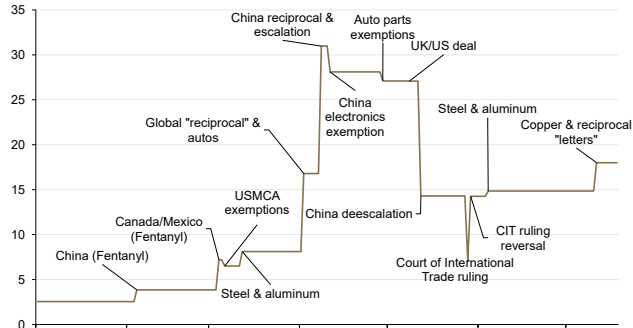 35
30
25
20
15
10
5
0
China (Fentanyl)
Canada/Mexico
(Fentanyl)
USMCA
exemptions
Steel & aluminum
Global "reciprocal" &
autos
China reciprocal &
escalation
China
electronics
exemption
Auto parts
exemptions
UK/US deal
China deescalation
Court of International
Trade ruling
CIT ruling
reversal
Steel & aluminum
Copper & reciprocal
"letters"